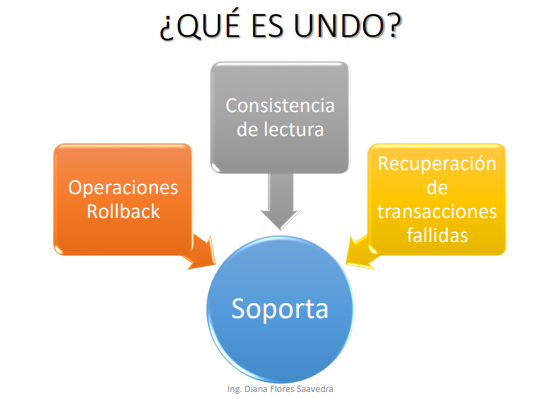 ¿QUÉ ES UNDO?
Consistencia
de lectura
Operaciones
Rollback
Recuperación
de
transacciones
fallidas
Soporta
Ing. Diana Flores Saavedra